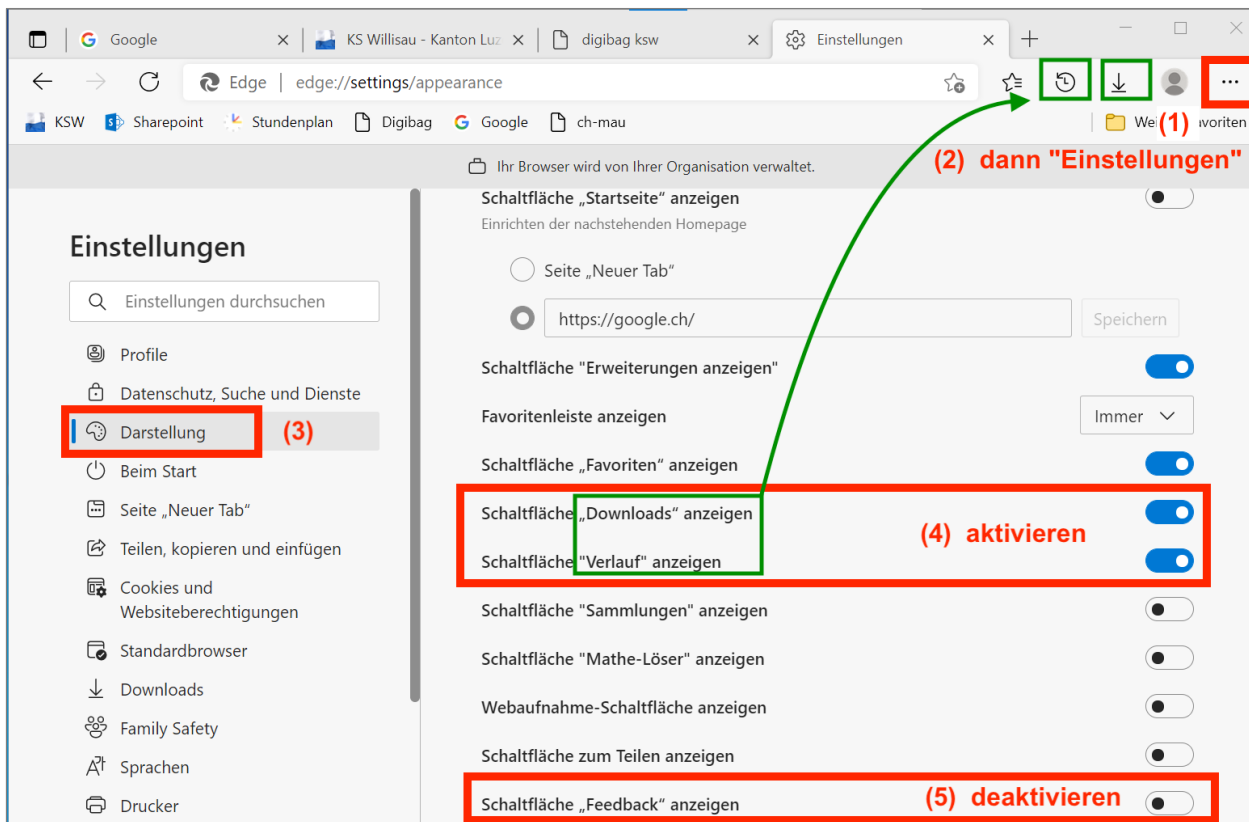 Google
KS Willisau - Kanton Luz
digibag ksw
Einstellungen
Edge | edge://settings/appearance
KSW Sharepoint Stundenplan Digibag Google ch-mau
(1)
(2) dann "Einstellungen"
Ihr Browser wird von Ihrer Organisation verwaltet.
Einstellungen
Einstellungen durchsuchen
Profile
Datenschutz, Suche und Dienste
Darstellung (3)
Beim Start
Seite „Neuer Tab“
Teilen, kopieren und einfügen
Cookies und
Websiteberechtigungen
Standardbrowser
Downloads
Family Safety
Sprachen
Drucker
Schaltfläche „Startseite“ anzeigen
Einrichten der nachstehenden Homepage
Seite „Neuer Tab“
https://google.ch/ Speichern
Schaltfläche "Erweiterungen anzeigen"
Favoritenleiste anzeigen Immer
Schaltfläche „Favoriten“ anzeigen
Schaltfläche „Downloads“ anzeigen
(4) aktivieren
Schaltfläche "Verlauf" anzeigen
Schaltfläche "Sammlungen" anzeigen
Schaltfläche "Mathe-Löser" anzeigen
Webaufnahme-Schaltfläche anzeigen
Schaltfläche zum Teilen anzeigen
Schaltfläche „Feedback“ anzeigen (5) deaktivieren